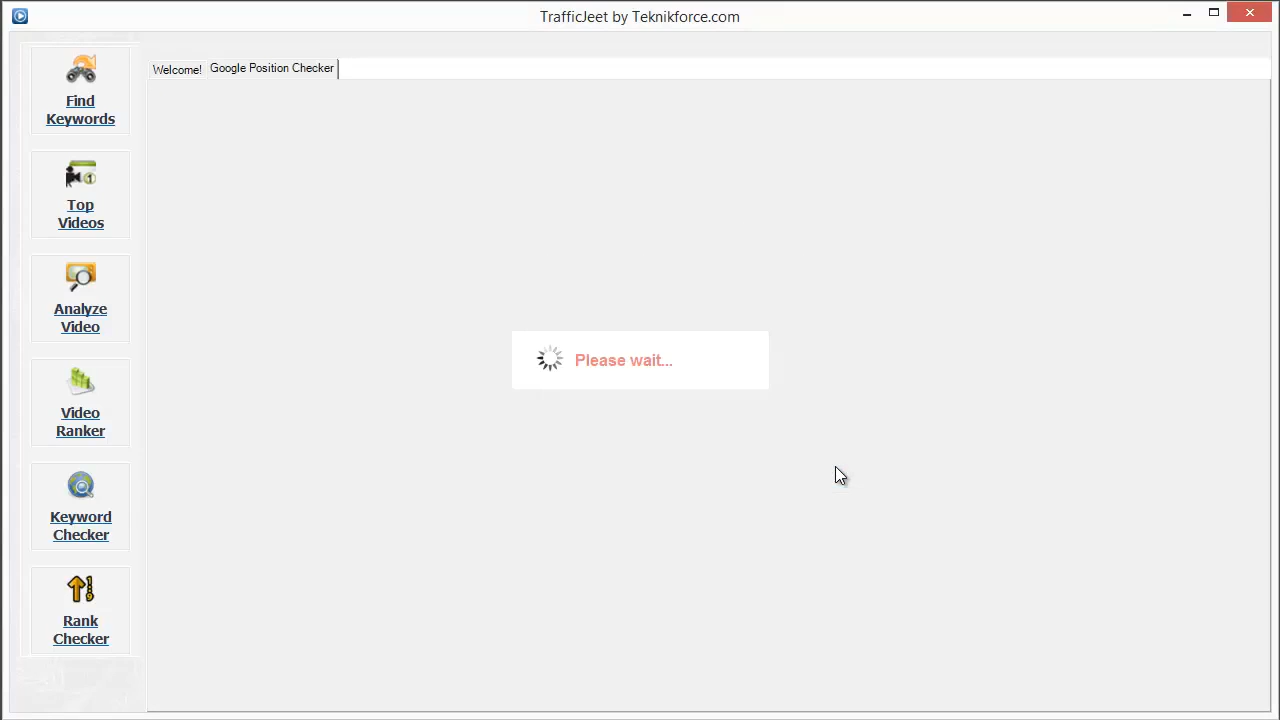 TrafficJeet by Teknikforce.com
Welcome!
Google Position Checker
Find
Keywords
Top
Videos
Analyze
Video
Video
Ranker
Keyword
Checker
Rank
Checker
Please wait...